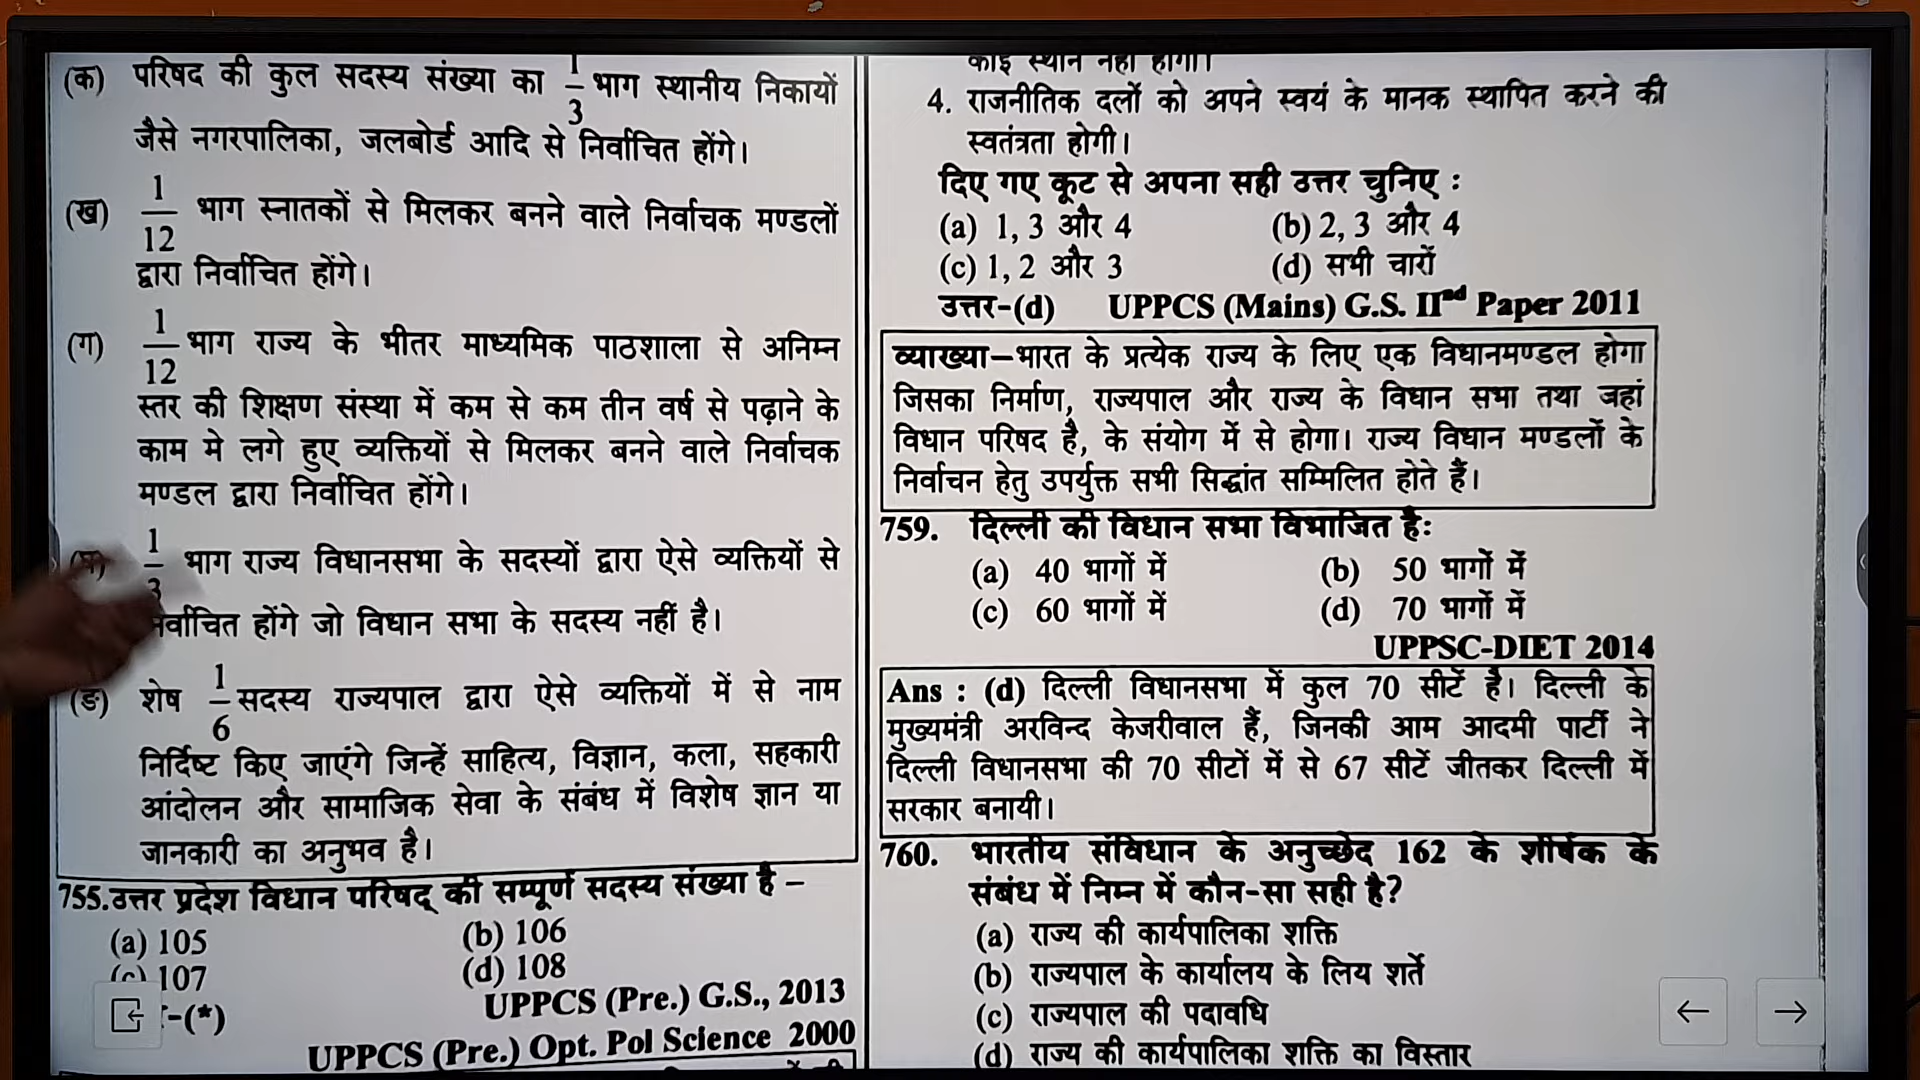 (क) परिषद की कुल सदस्य संख्या का 1/3 भाग स्थानीय निकायों
जैसे नगरपालिका, जलबोर्ड आदि से निर्वाचित होंगे।
(ख) 1/12 भाग स्नातकों से मिलकर बनने वाले निर्वाचक मण्डलों
द्वारा निर्वाचित होंगे।
(ग) 1/12 भाग राज्य के भीतर माध्यमिक पाठशाला से अनिम्न
स्तर की शिक्षण संस्था में कम से कम तीन वर्ष से पढ़ाने के
काम मे लगे हुए व्यक्तियों से मिलकर बनने वाले निर्वाचक
मण्डल द्वारा निर्वाचित होंगे।
1/3 भाग राज्य विधानसभा के सदस्यों द्वारा ऐसे व्यक्तियों से
होंगे जो विधान सभा के सदस्य नहीं है।
(ङ) शेष 1/6 सदस्य राज्यपाल द्वारा ऐसे व्यक्तियों में से नाम
निर्दिष्ट किए जाएंगे जिन्हें साहित्य, विज्ञान, कला, सहकारी
आंदोलन और सामाजिक सेवा के संबंध में विशेष ज्ञान या
जानकारी का अनुभव है।
755.उत्तर प्रदेश विधान परिषद् की सम्पूर्ण सदस्य संख्या है –
(a) 105 (b) 106
(c) 107 (d) 108
UPPCS (Pre.) G.S., 2013
-(*)
UPPCS (Pre.) Opt. Pol Science 2000
कोई स्थान नहीं होगा।
4. राजनीतिक दलों को अपने स्वयं के मानक स्थापित करने की
स्वतंत्रता होगी।
दिए गए कूट से अपना सही उत्तर चुनिए :
(a) 1, 3 और 4 (b) 2, 3 और 4
(c) 1, 2 और 3 (d) सभी चारों
उत्तर-(d) UPPCS (Mains) G.S. IInd Paper 2011
व्याख्या–भारत के प्रत्येक राज्य के लिए एक विधानमण्डल होगा
जिसका निर्माण, राज्यपाल और राज्य के विधान सभा तथा जहां
विधान परिषद है, के संयोग में से होगा। राज्य विधान मण्डलों के
निर्वाचन हेतु उपर्युक्त सभी सिद्धांत सम्मिलित होते हैं।
759. दिल्ली की विधान सभा विभाजित है:
(a) 40 भागों में (b) 50 भागों में
(c) 60 भागों में (d) 70 भागों में
UPPSC-DIET 2014
Ans : (d) दिल्ली विधानसभा में कुल 70 सीटें है। दिल्ली के
मुख्यमंत्री अरविन्द केजरीवाल हैं, जिनकी आम आदमी पार्टी ने
दिल्ली विधानसभा की 70 सीटों में से 67 सीटें जीतकर दिल्ली में
सरकार बनायी।
760. भारतीय संविधान के अनुच्छेद 162 के शीर्षक के
संबंध में निम्न में कौन-सा सही है?
(a) राज्य की कार्यपालिका शक्ति
(b) राज्यपाल के कार्यालय के लिय शर्ते
(c) राज्यपाल की पदावधि
(d) राज्य की कार्यपालिका शक्ति का विस्तार